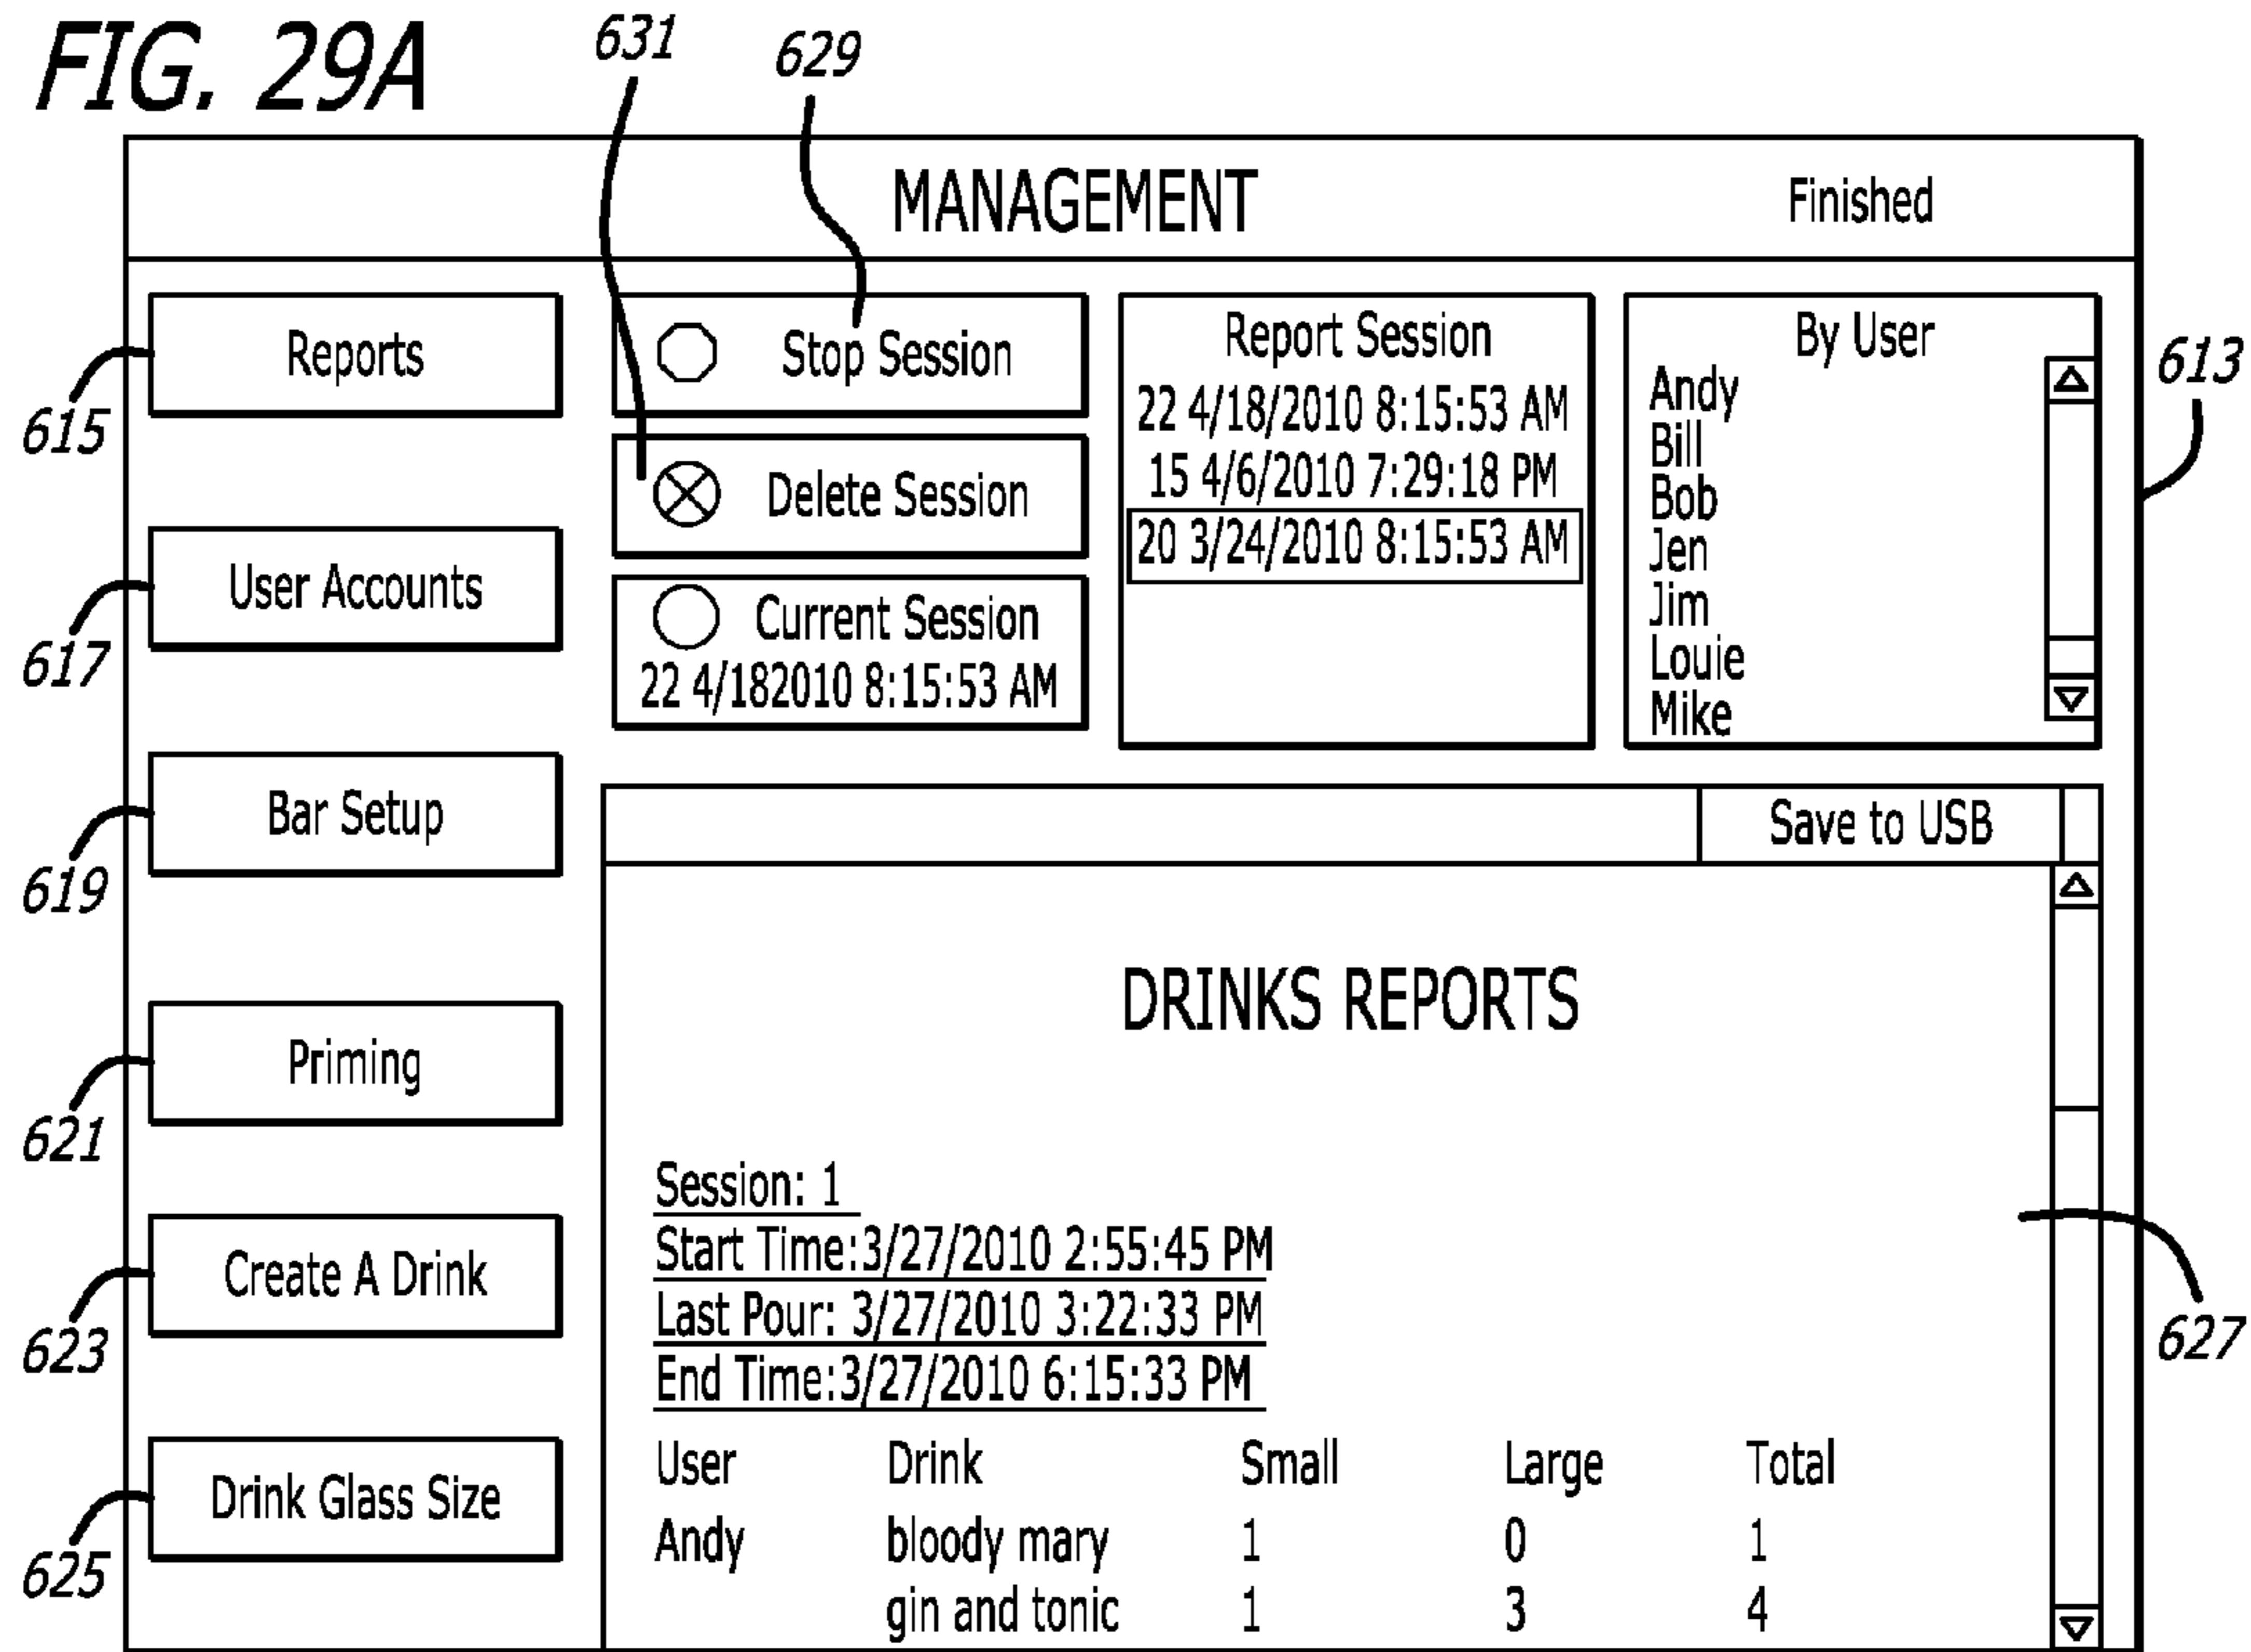 FIG. 29A
631
629
MANAGEMENT
Finished
613
Reports
615
User Accounts
617
Bar Setup
619
Priming
621
Create A Drink
623
Drink Glass Size
625
Stop Session
Delete Session
Current Session
22 4/182010 8:15:53 AM
Report Session
22 4/18/2010 8:15:53 AM
15 4/6/2010 7:29:18 PM
20 3/24/2010 8:15:53 AM
By User
Andy
Bill
Bob
Jen
Jim
Louie
Mike
Save to USB
DRINKS REPORTS
627
Session: 1
Start Time:3/27/2010 2:55:45 PM
Last Pour: 3/27/2010 3:22:33 PM
End Time:3/27/2010 6:15:33 PM
User Drink Small Large Total
Andy bloody mary 1 0 1
gin and tonic 1 3 4